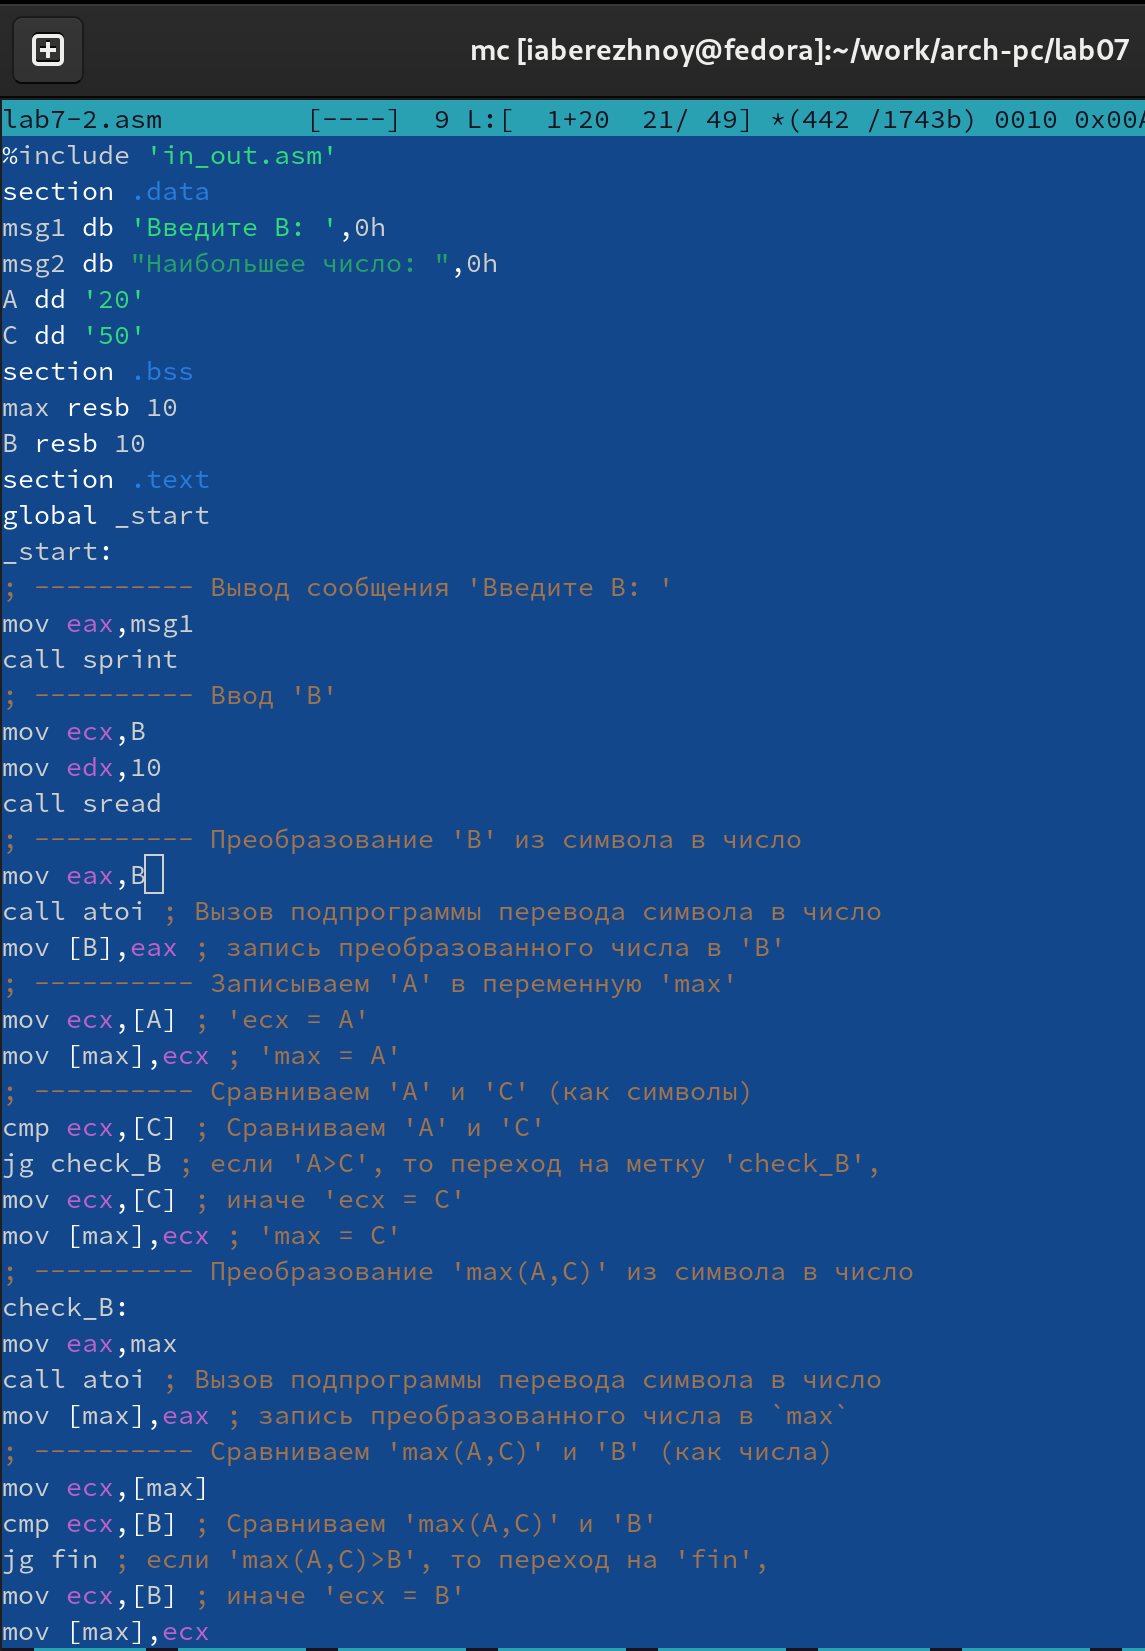 mc [iaberezhnoy@fedora]:~/work/arch-pc/lab07
lab7-2.asm [----] 9 L:[ 1+20 21/ 49] *(442 /1743b) 0010 0x00A
%include 'in_out.asm'
section .data
msg1 db 'Введите B: ',0h
msg2 db "Наибольшее число: ",0h
A dd '20'
C dd '50'
section .bss
max resb 10
B resb 10
section .text
global _start
_start:
; ---------- Вывод сообщения 'Введите B: '
mov eax,msg1
call sprint
; ---------- Ввод 'B'
mov ecx,B
mov edx,10
call sread
; ---------- Преобразование 'B' из символа в число
mov eax,B
call atoi ; Вызов подпрограммы перевода символа в число
mov [B],eax ; запись преобразованного числа в 'B'
; ---------- Записываем 'A' в переменную 'max'
mov ecx,[A] ; 'ecx = A'
mov [max],ecx ; 'max = A'
; ---------- Сравниваем 'A' и 'С' (как символы)
cmp ecx,[C] ; Сравниваем 'A' и 'С'
jg check_B ; если 'A>C', то переход на метку 'check_B',
mov ecx,[C] ; иначе 'ecx = C'
mov [max],ecx ; 'max = C'
; ---------- Преобразование 'max(A,C)' из символа в число
check_B:
mov eax,max
call atoi ; Вызов подпрограммы перевода символа в число
mov [max],eax ; запись преобразованного числа в `max`
; ---------- Сравниваем 'max(A,C)' и 'B' (как числа)
mov ecx,[max]
cmp ecx,[B] ; Сравниваем 'max(A,C)' и 'B'
jg fin ; если 'max(A,C)>B', то переход на 'fin',
mov ecx,[B] ; иначе 'ecx = B'
mov [max],ecx